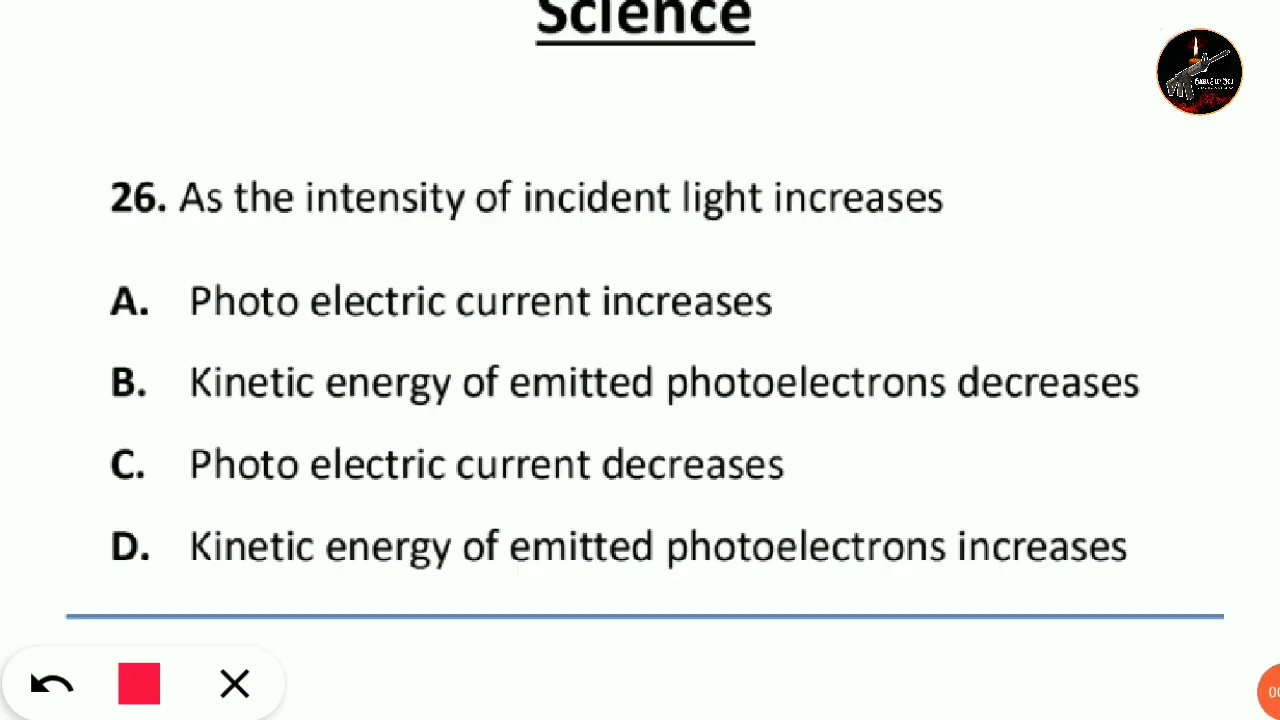 Science
26. As the intensity of incident light increases
A. Photo electric current increases
B. Kinetic energy of emitted photoelectrons decreases
C. Photo electric current decreases
D. Kinetic energy of emitted photoelectrons increases